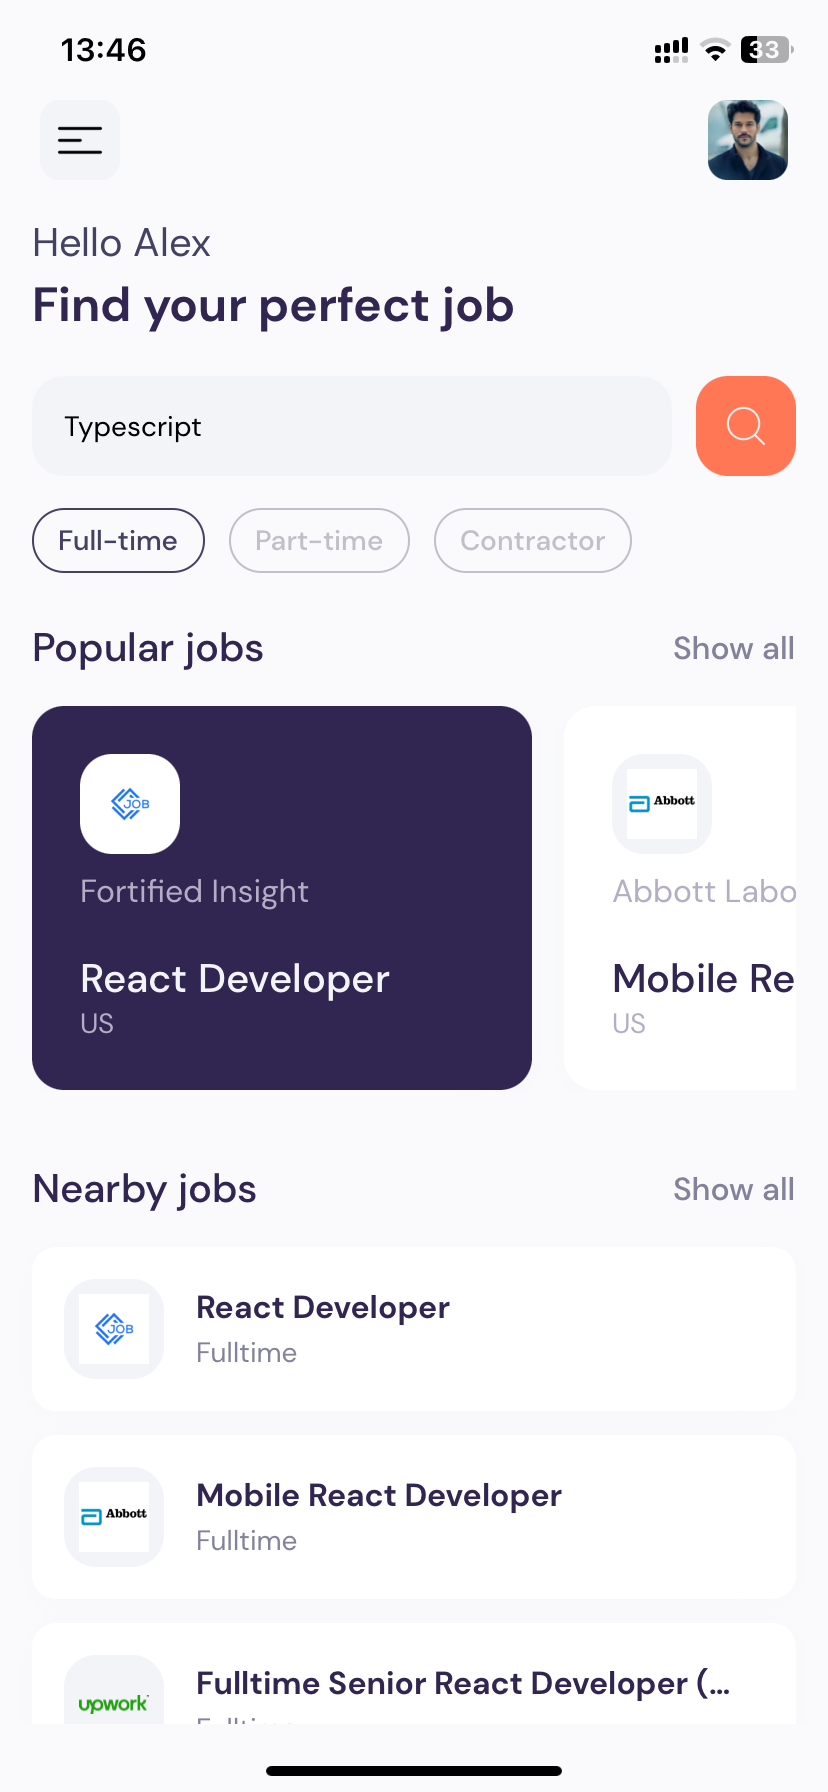 13:46
33
Hello Alex
Find your perfect job
Typescript
Full-time
Part-time
Contractor
Popular jobs
Show all
JOB
Fortified Insight
React Developer
US
Abbott
Abbott Labo
Mobile Re
US
Nearby jobs
Show all
JOB
React Developer
Fulltime
Abbott
Mobile React Developer
Fulltime
upwork
Fulltime Senior React Developer (...
Fulltime